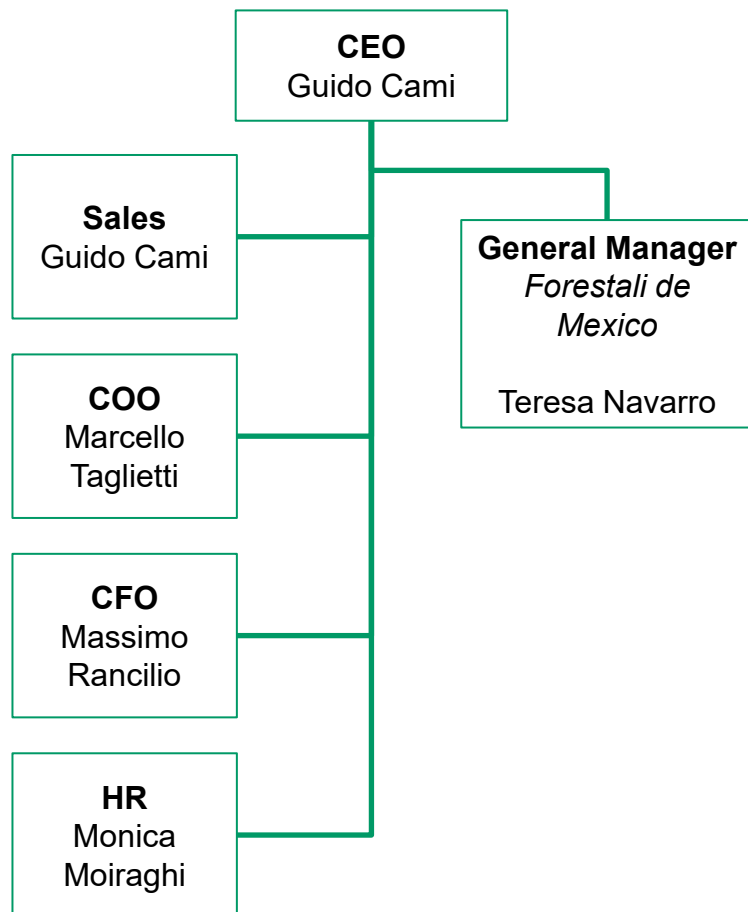 CEO
Guido Cami
Sales
Guido Cami
General Manager
Forestali de
Mexico
Teresa Navarro
COO
Marcello
Taglietti
CFO
Massimo
Rancilio
HR
Monica
Moiraghi